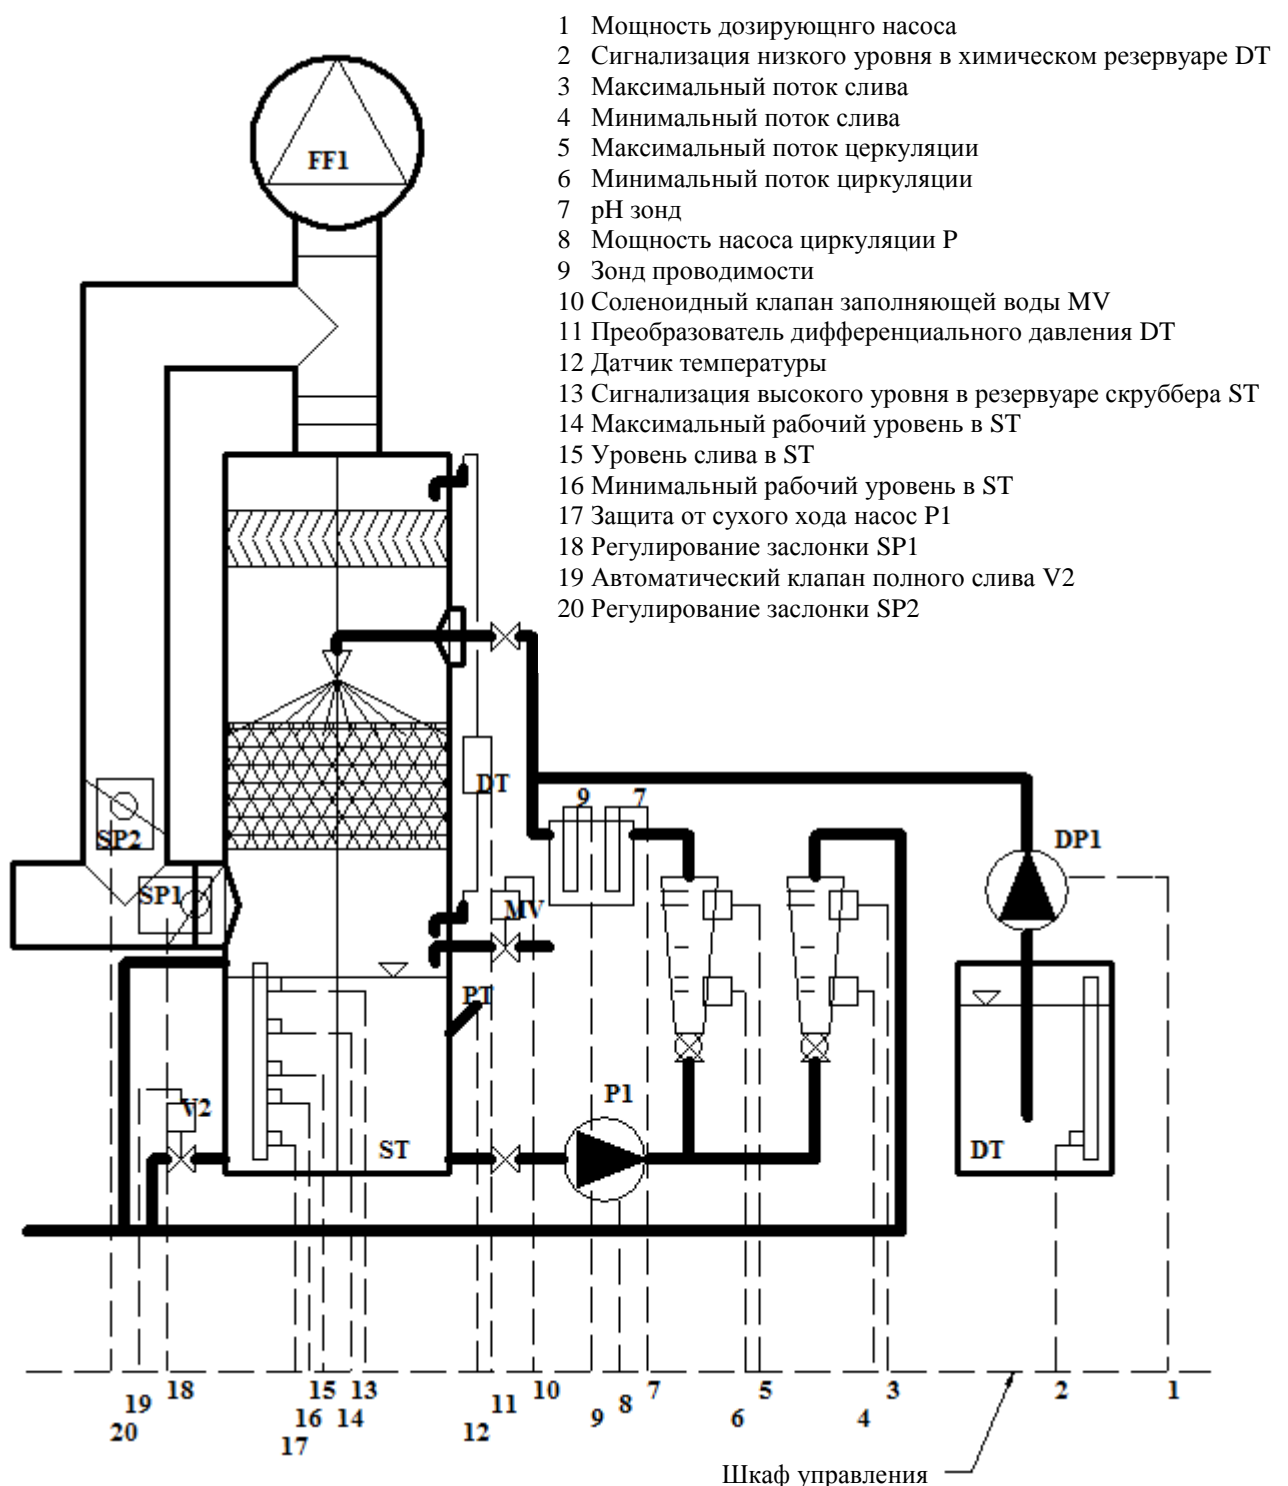 1 Мощность дозирующнго насоса
2 Сигнализация низкого уровня в химическом резервуаре DT
3 Максимальный поток слива
4 Минимальный поток слива
5 Максимальный поток церкуляции
6 Минимальный поток циркуляции
7 pH зонд
8 Мощность насоса циркуляции P
9 Зонд проводимости
10 Соленоидный клапан заполняющей воды MV
11 Преобразователь дифференциального давления DT
12 Датчик температуры
13 Сигнализация высокого уровня в резервуаре скруббера ST
14 Максимальный рабочий уровень в ST
15 Уровень слива в ST
16 Минимальный рабочий уровень в ST
17 Защита от сухого хода насос P1
18 Регулирование заслонки SP1
19 Автоматический клапан полного слива V2
20 Регулирование заслонки SP2
FF1
DT
9 7
SP2
DP1
SP1
MV
PT
V2
P1
ST
DT
18 15 13 10 7 5 3 2 1
19 16 14 11 9 8 6 4
20 17 12
Шкаф управления